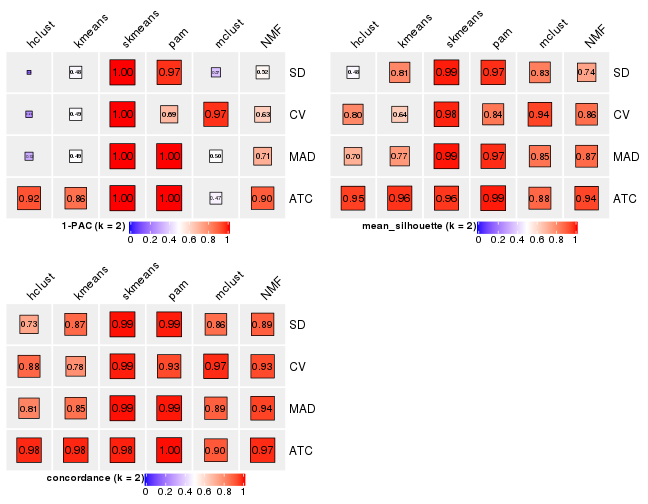 hclust kmeans skmeans pam mclust NMF
0.48 1.00 0.97 0.52 SD
0.49 1.00 0.69 0.97 0.63 CV
0.49 1.00 1.00 0.50 0.71 MAD
0.92 0.86 1.00 1.00 0.47 0.90 ATC
1-PAC (k = 2)
0 0.2 0.4 0.6 0.8 1
hclust kmeans skmeans pam mclust NMF
0.48 0.81 0.99 0.97 0.83 0.74 SD
0.80 0.64 0.98 0.84 0.94 0.86 CV
0.70 0.77 0.99 0.97 0.85 0.87 MAD
0.95 0.96 0.96 0.99 0.88 0.94 ATC
mean_silhouette (k = 2)
0 0.2 0.4 0.6 0.8 1
hclust kmeans skmeans pam mclust NMF
0.73 0.87 0.99 0.99 0.86 0.89 SD
0.88 0.78 0.99 0.93 0.97 0.93 CV
0.81 0.85 0.99 0.99 0.89 0.94 MAD
0.98 0.98 0.98 1.00 0.90 0.97 ATC
concordance (k = 2)
0 0.2 0.4 0.6 0.8 1